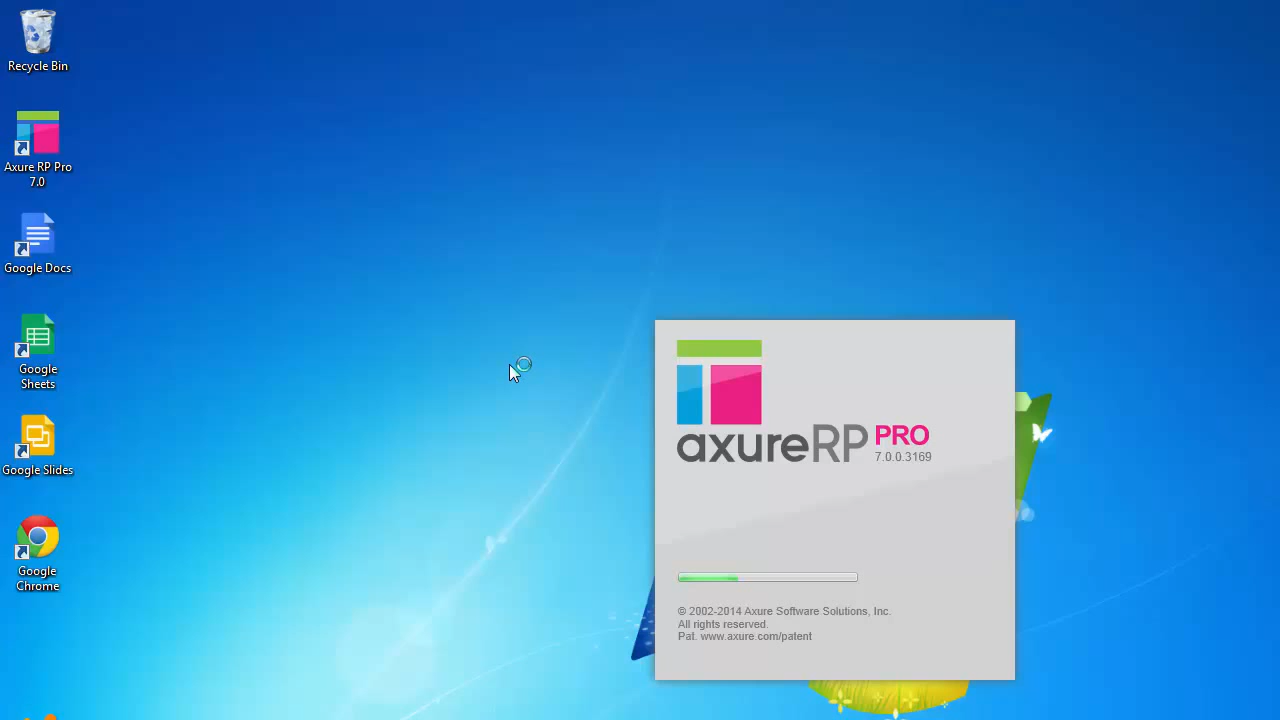 Recycle Bin
Axure RP Pro
7.0
Google Docs
Google
Sheets
Google Slides
Google
Chrome
axureRP PRO
7.0.0.3169
© 2002-2014 Axure Software Solutions, Inc.
All rights reserved.
Pat. www.axure.com/patent